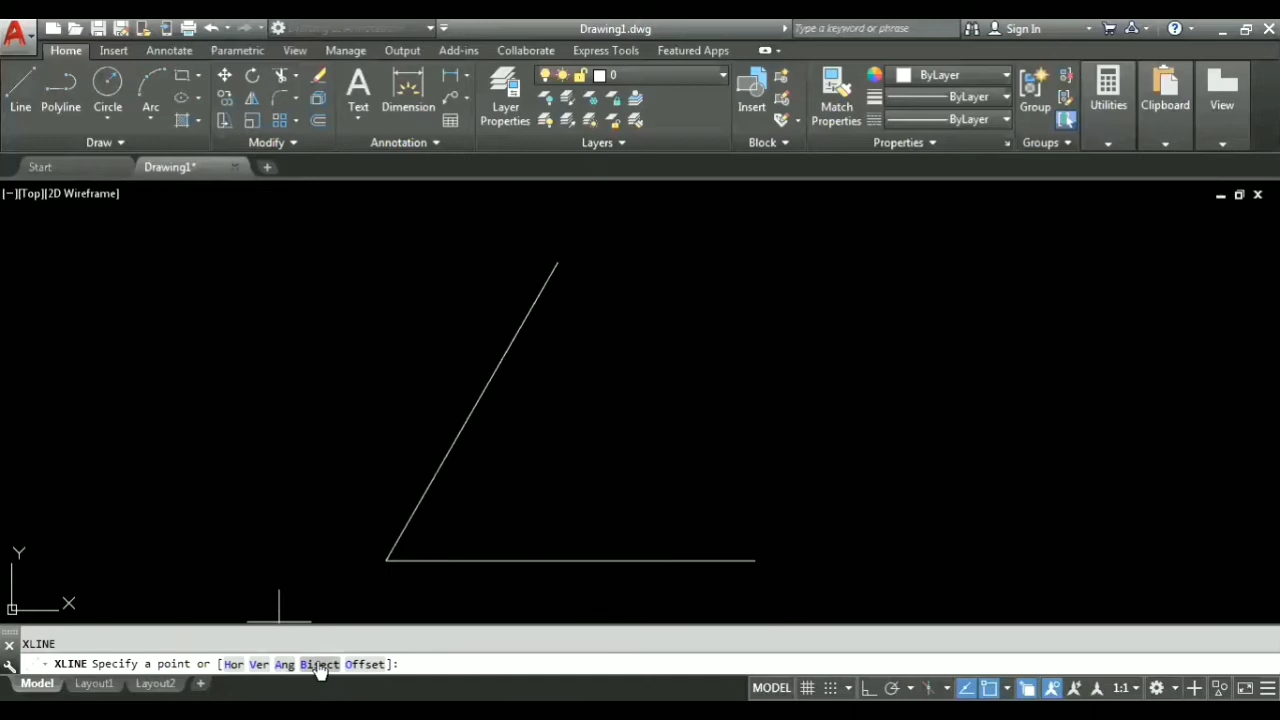 Drawing1.dwg
Type a keyword or phrase
Sign In
Home Insert Annotate Parametric View Manage Output Add-ins Collaborate Express Tools Featured Apps
Line Polyline Circle Arc
Text Dimension
Layer Properties
0
Insert
Match Properties
ByLayer
ByLayer
ByLayer
Group
Utilities
Clipboard
View
Draw Modify Annotation Layers Block Properties Groups
Start Drawing1*
[−][Top][2D Wireframe]
Y
X
XLINE
XLINE Specify a point or [Hor Ver Ang Bisect Offset]:
Model Layout1 Layout2
MODEL 1:1